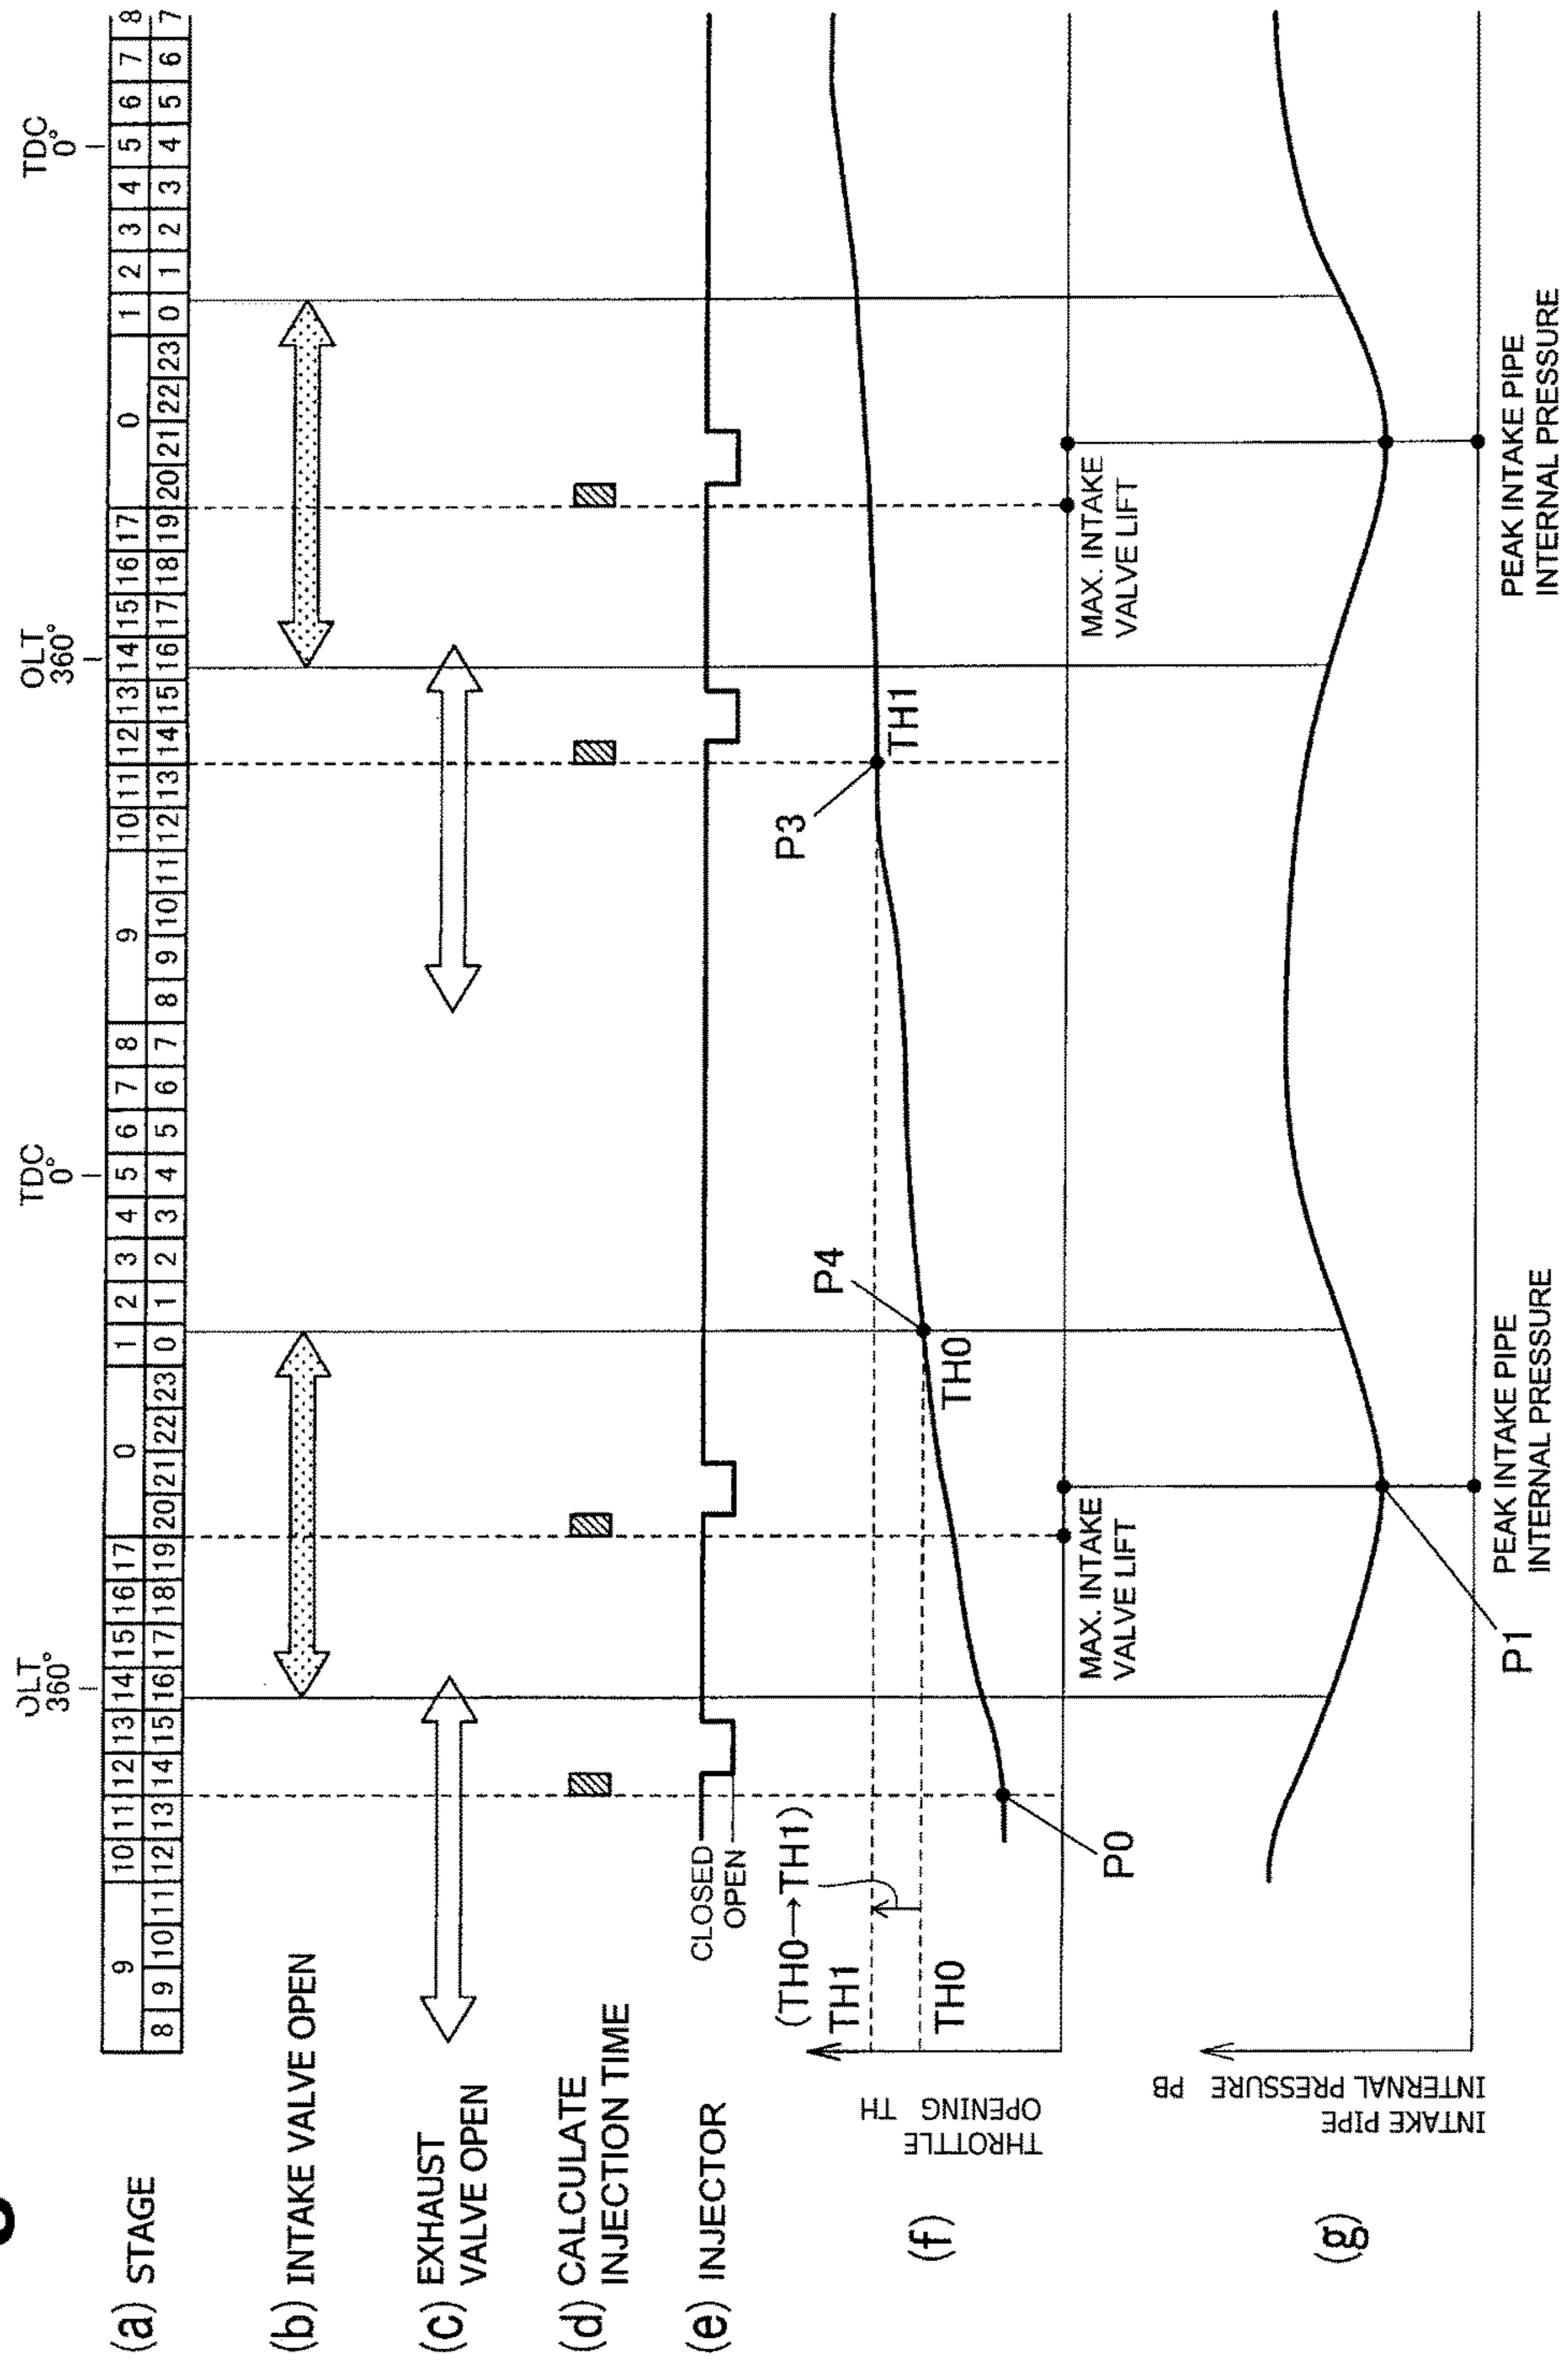 360°
TDC
0°
OLT
360°
TDC
0°
(a) STAGE
9 10 11 12 13 14 15 16 17 0 1 2 3 4 5 6 7 8 9 10 11 12 13 14 15 16 17 0 1 2 3 4 5 6 7 8
8 9 10 11 12 13 14 15 16 17 18 19 20 21 22 23 0 1 2 3 4 5 6 7 8 9 10 11 12 13 14 15 16 17 18 19 20 21 22 23 0 1 2 3 4 5 6 7
(b) INTAKE VALVE OPEN
(c) EXHAUST
VALVE OPEN
(d) CALCULATE
INJECTION TIME
(e) INJECTOR
CLOSED
OPEN
(f)
THROTTLE
OPENING TH
(TH0→TH1)
TH1
TH0
P0
P4
TH0
P3
TH1
MAX. INTAKE
VALVE LIFT
MAX. INTAKE
VALVE LIFT
(g)
INTAKE PIPE
INTERNAL PRESSURE PB
P1
PEAK INTAKE PIPE
INTERNAL PRESSURE
PEAK INTAKE PIPE
INTERNAL PRESSURE